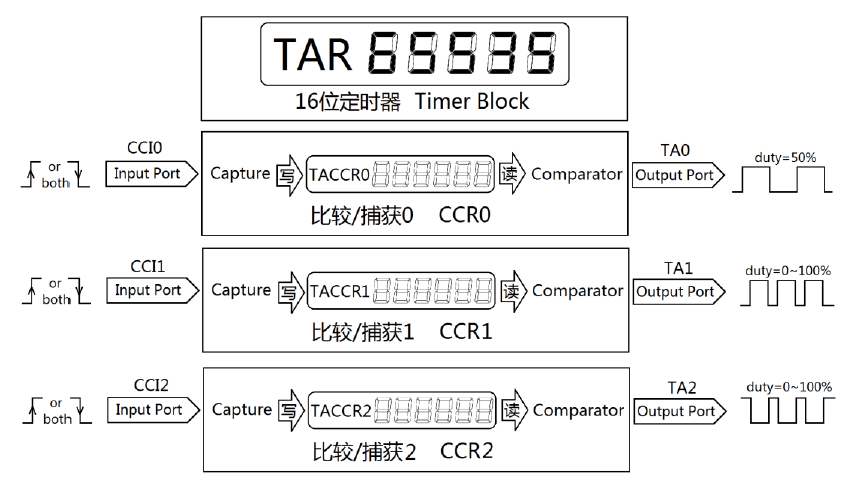 TAR 65535
16位定时器 Timer Block
CCI0
or
both
Input Port
Capture 写 TACCR0 读 Comparator
比较/捕获0 CCR0
TA0
Output Port
duty=50%
CCI1
or
both
Input Port
Capture 写 TACCR1 读 Comparator
比较/捕获1 CCR1
TA1
Output Port
duty=0~100%
CCI2
or
both
Input Port
Capture 写 TACCR2 读 Comparator
比较/捕获2 CCR2
TA2
Output Port
duty=0~100%